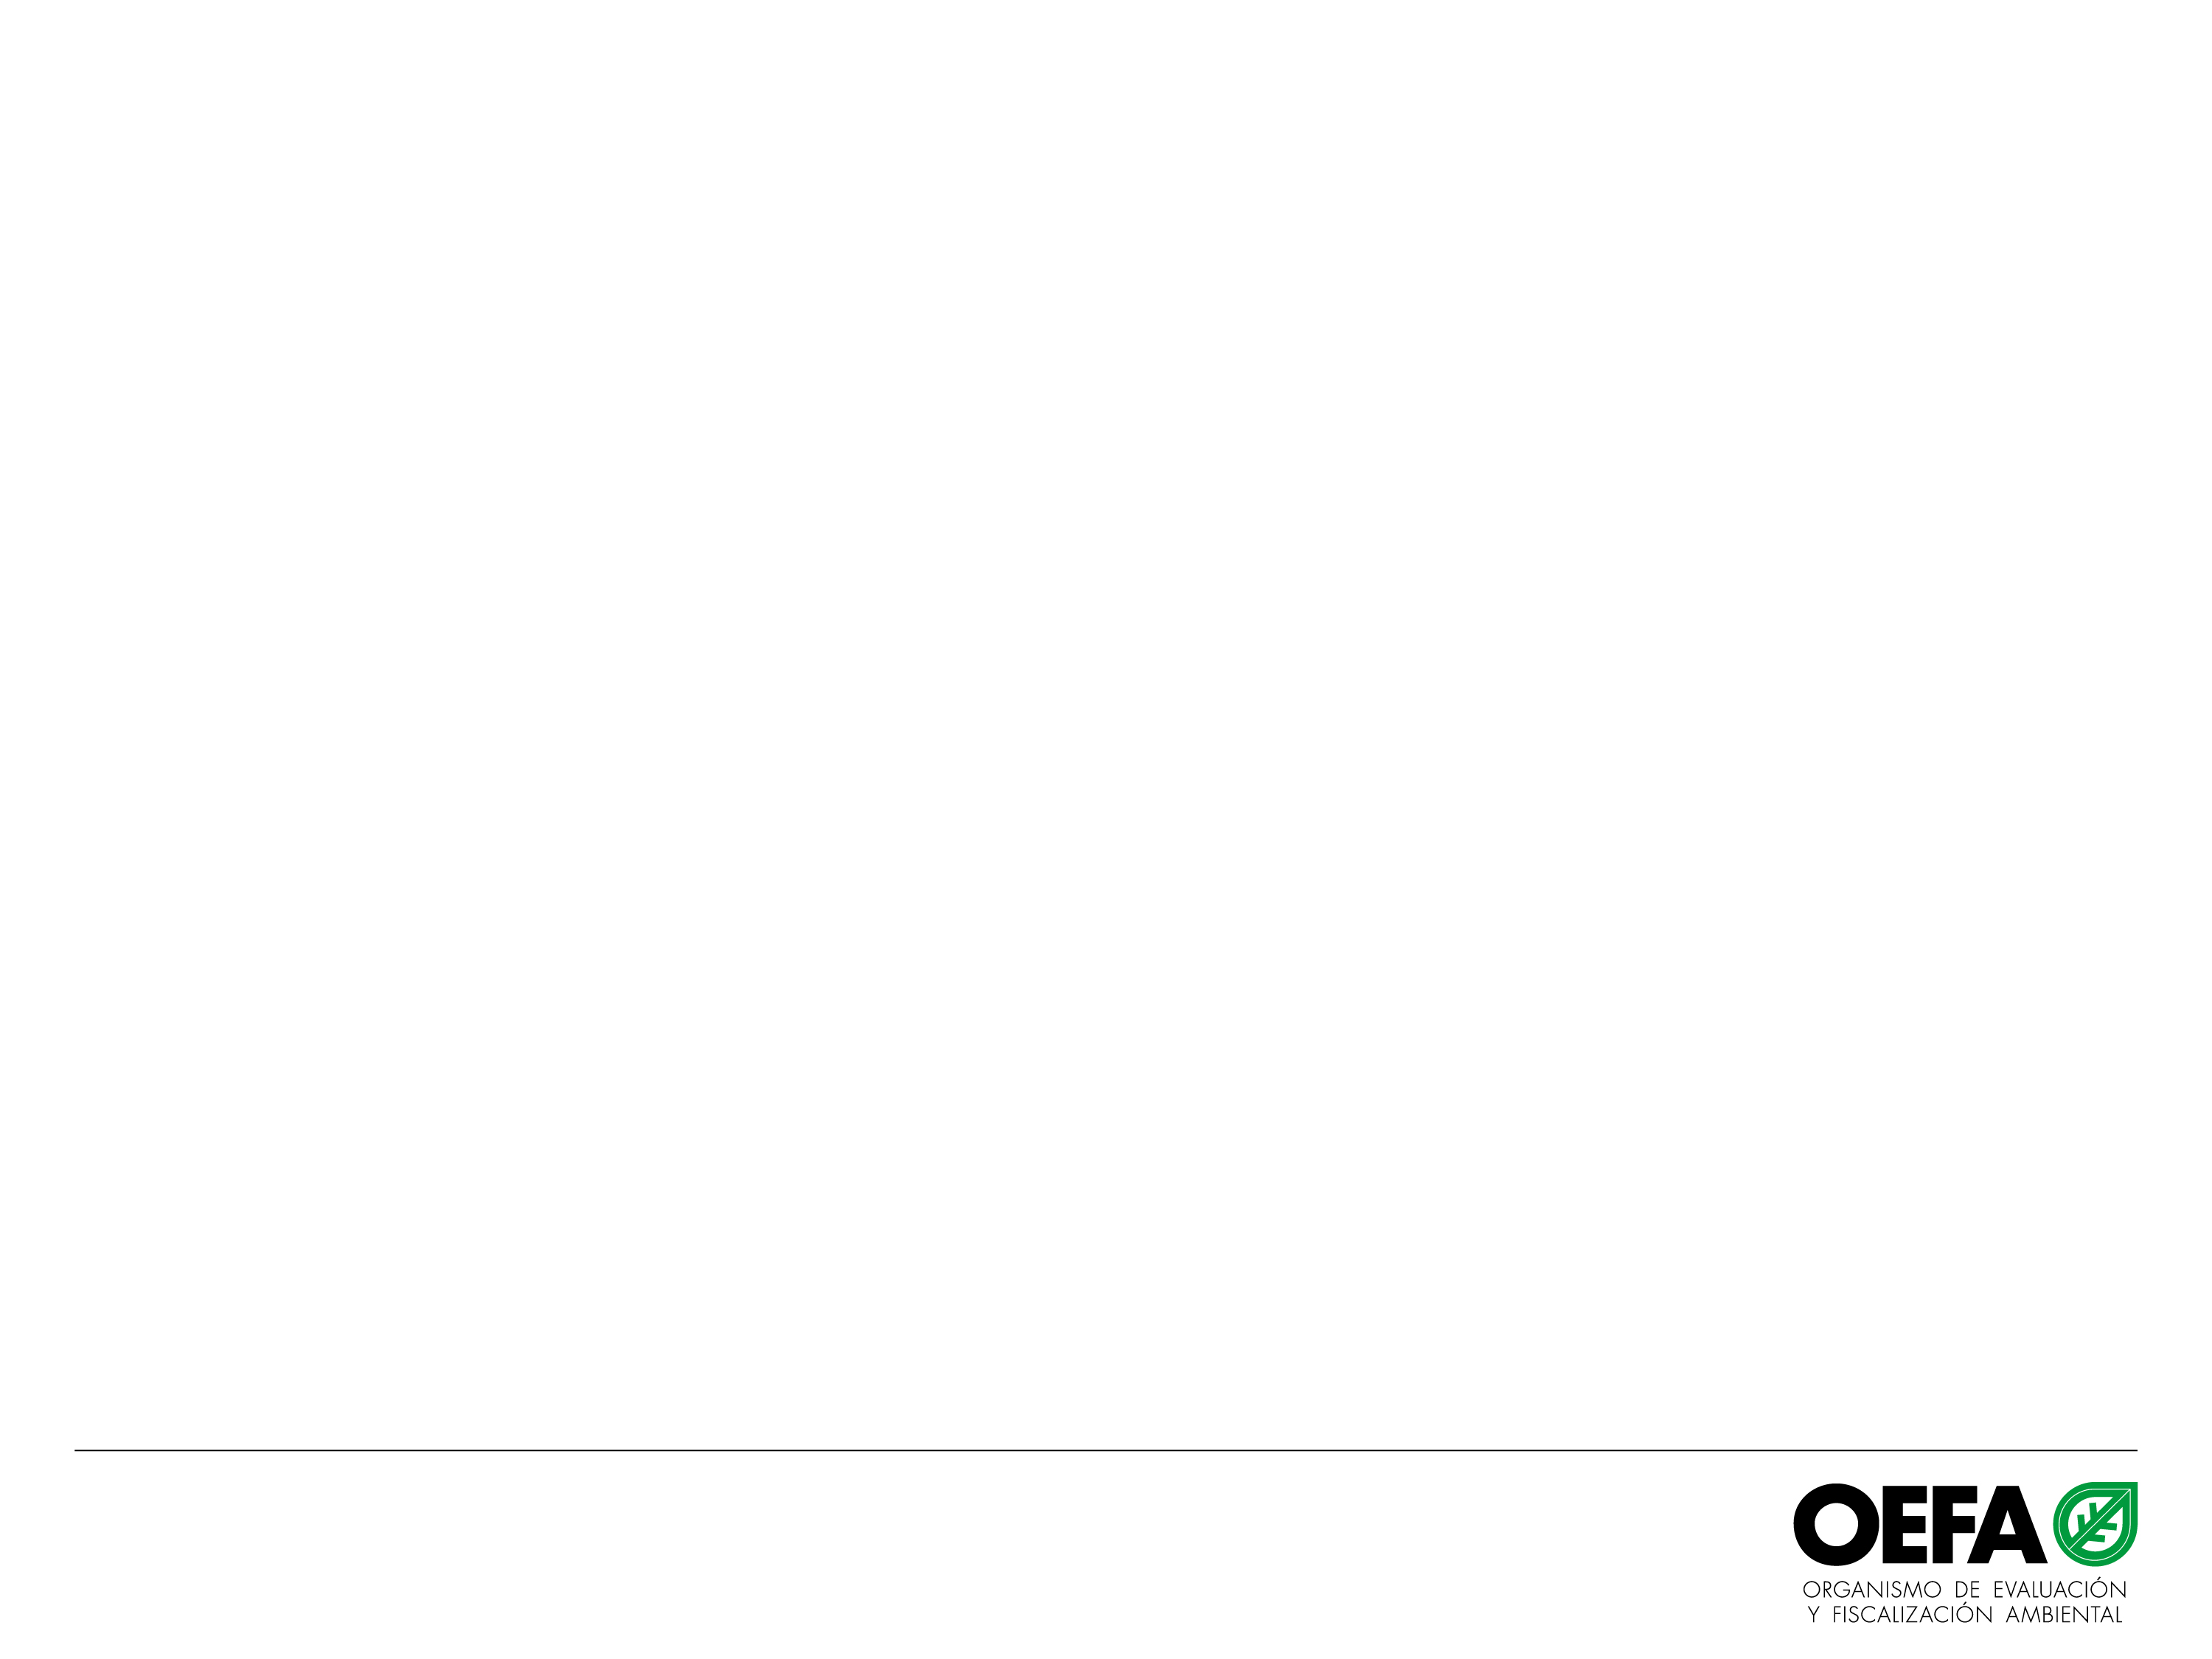 OEFA
ORGANISMO DE EVALUACIÓN
Y FISCALIZACIÓN AMBIENTAL